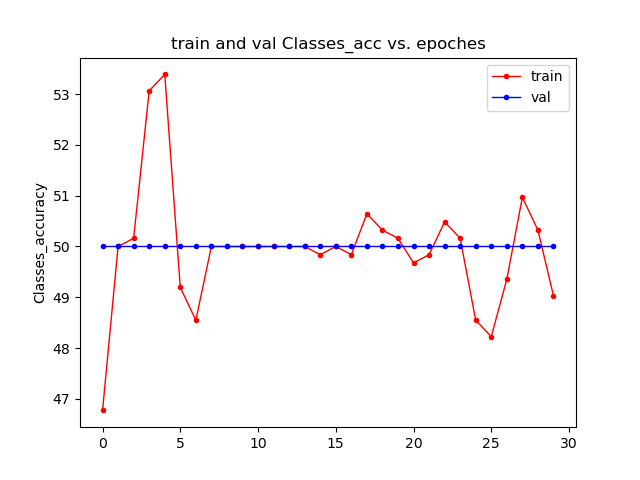 train and val Classes_acc vs. epoches
train
val
Classes_accuracy
53
52
51
50
49
48
47
0 5 10 15 20 25 30